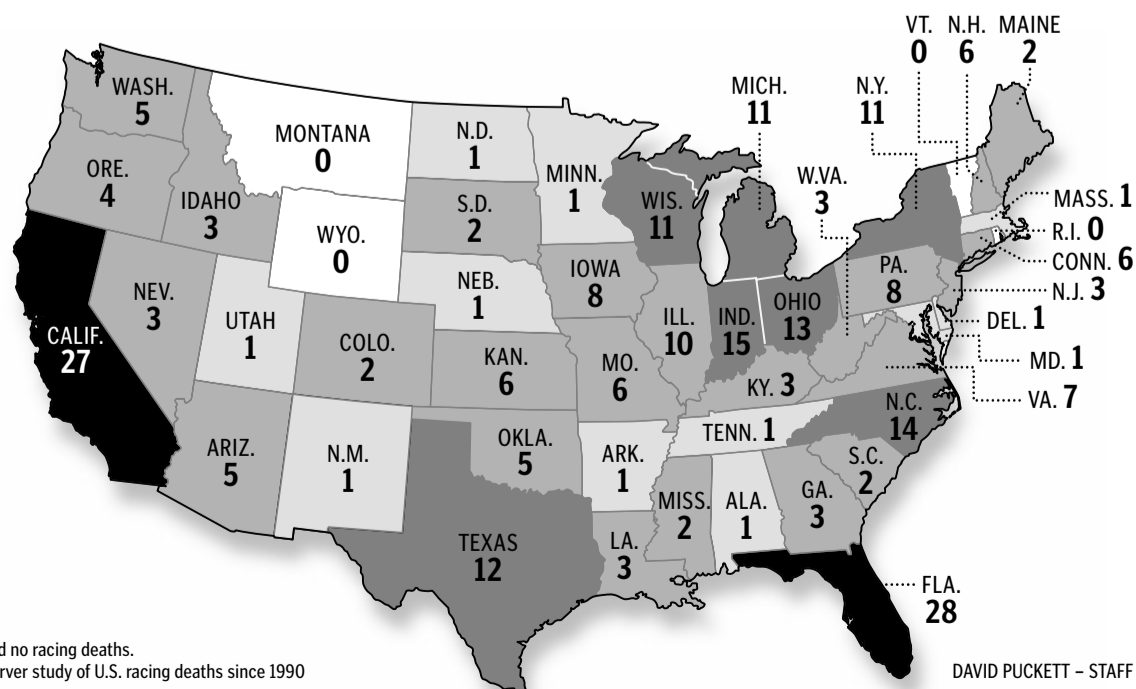 VT.
0
N.H.
6
MAINE
2
WASH.
5
MICH.
11
N.Y.
11
MONTANA
0
N.D.
1
MINN.
1
ORE.
4
IDAHO
3
W.VA.
3
MASS. 1
S.D.
2
WIS.
11
R.I. 0
WYO.
0
CONN. 6
IOWA
8
PA.
8
N.J. 3
NEV.
3
NEB.
1
UTAH
1
ILL.
10
IND.
15
OHIO
13
DEL. 1
CALIF.
27
COLO.
2
KAN.
6
MO.
6
MD. 1
KY. 3
VA. 7
N.C.
14
ARIZ.
5
N.M.
1
OKLA.
5
ARK.
1
TENN. 1
S.C.
2
MISS.
2
ALA.
1
GA.
3
TEXAS
12
LA.
3
FLA.
28
d no racing deaths.
rver study of U.S. racing deaths since 1990
DAVID PUCKETT – STAFF